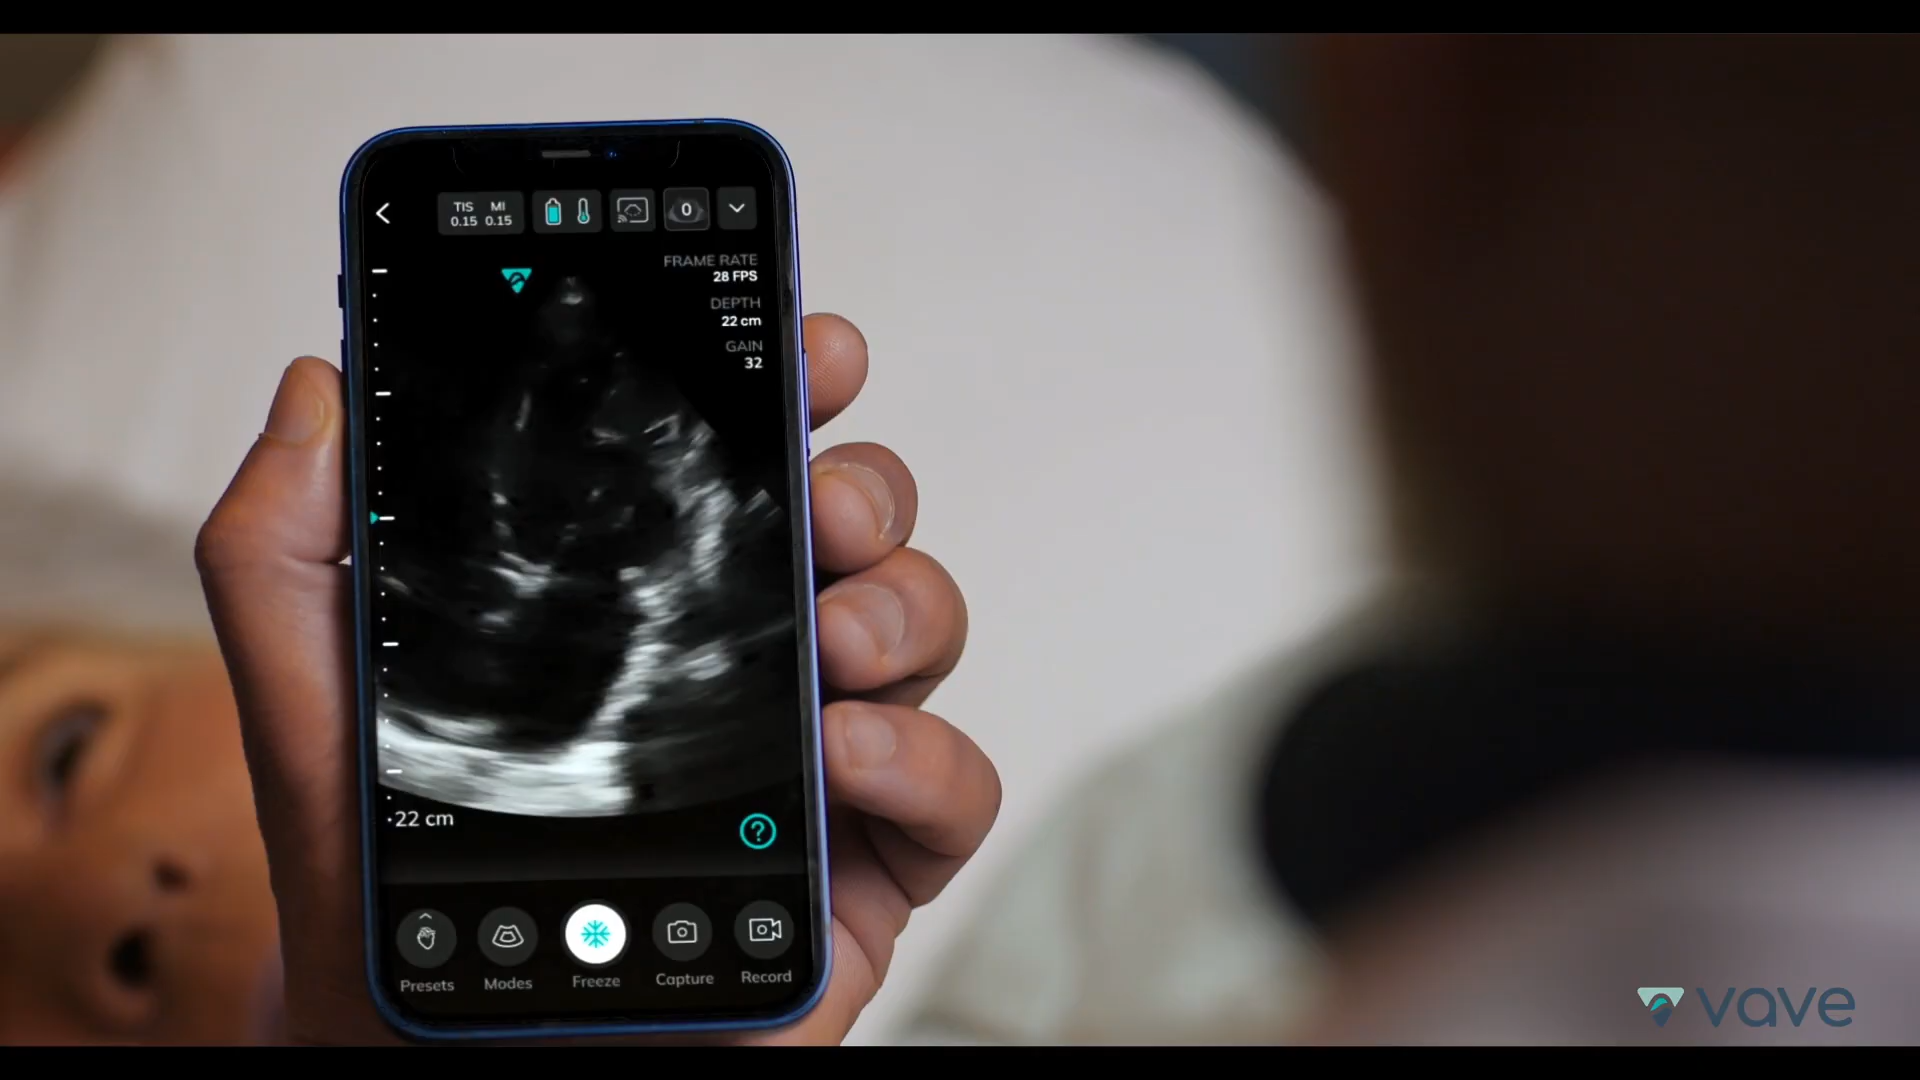 TIS MI
0.15 0.15
0
FRAME RATE
28 FPS
DEPTH
22 cm
GAIN
32
22 cm
?
Presets
Modes
Freeze
Capture
Record
vave